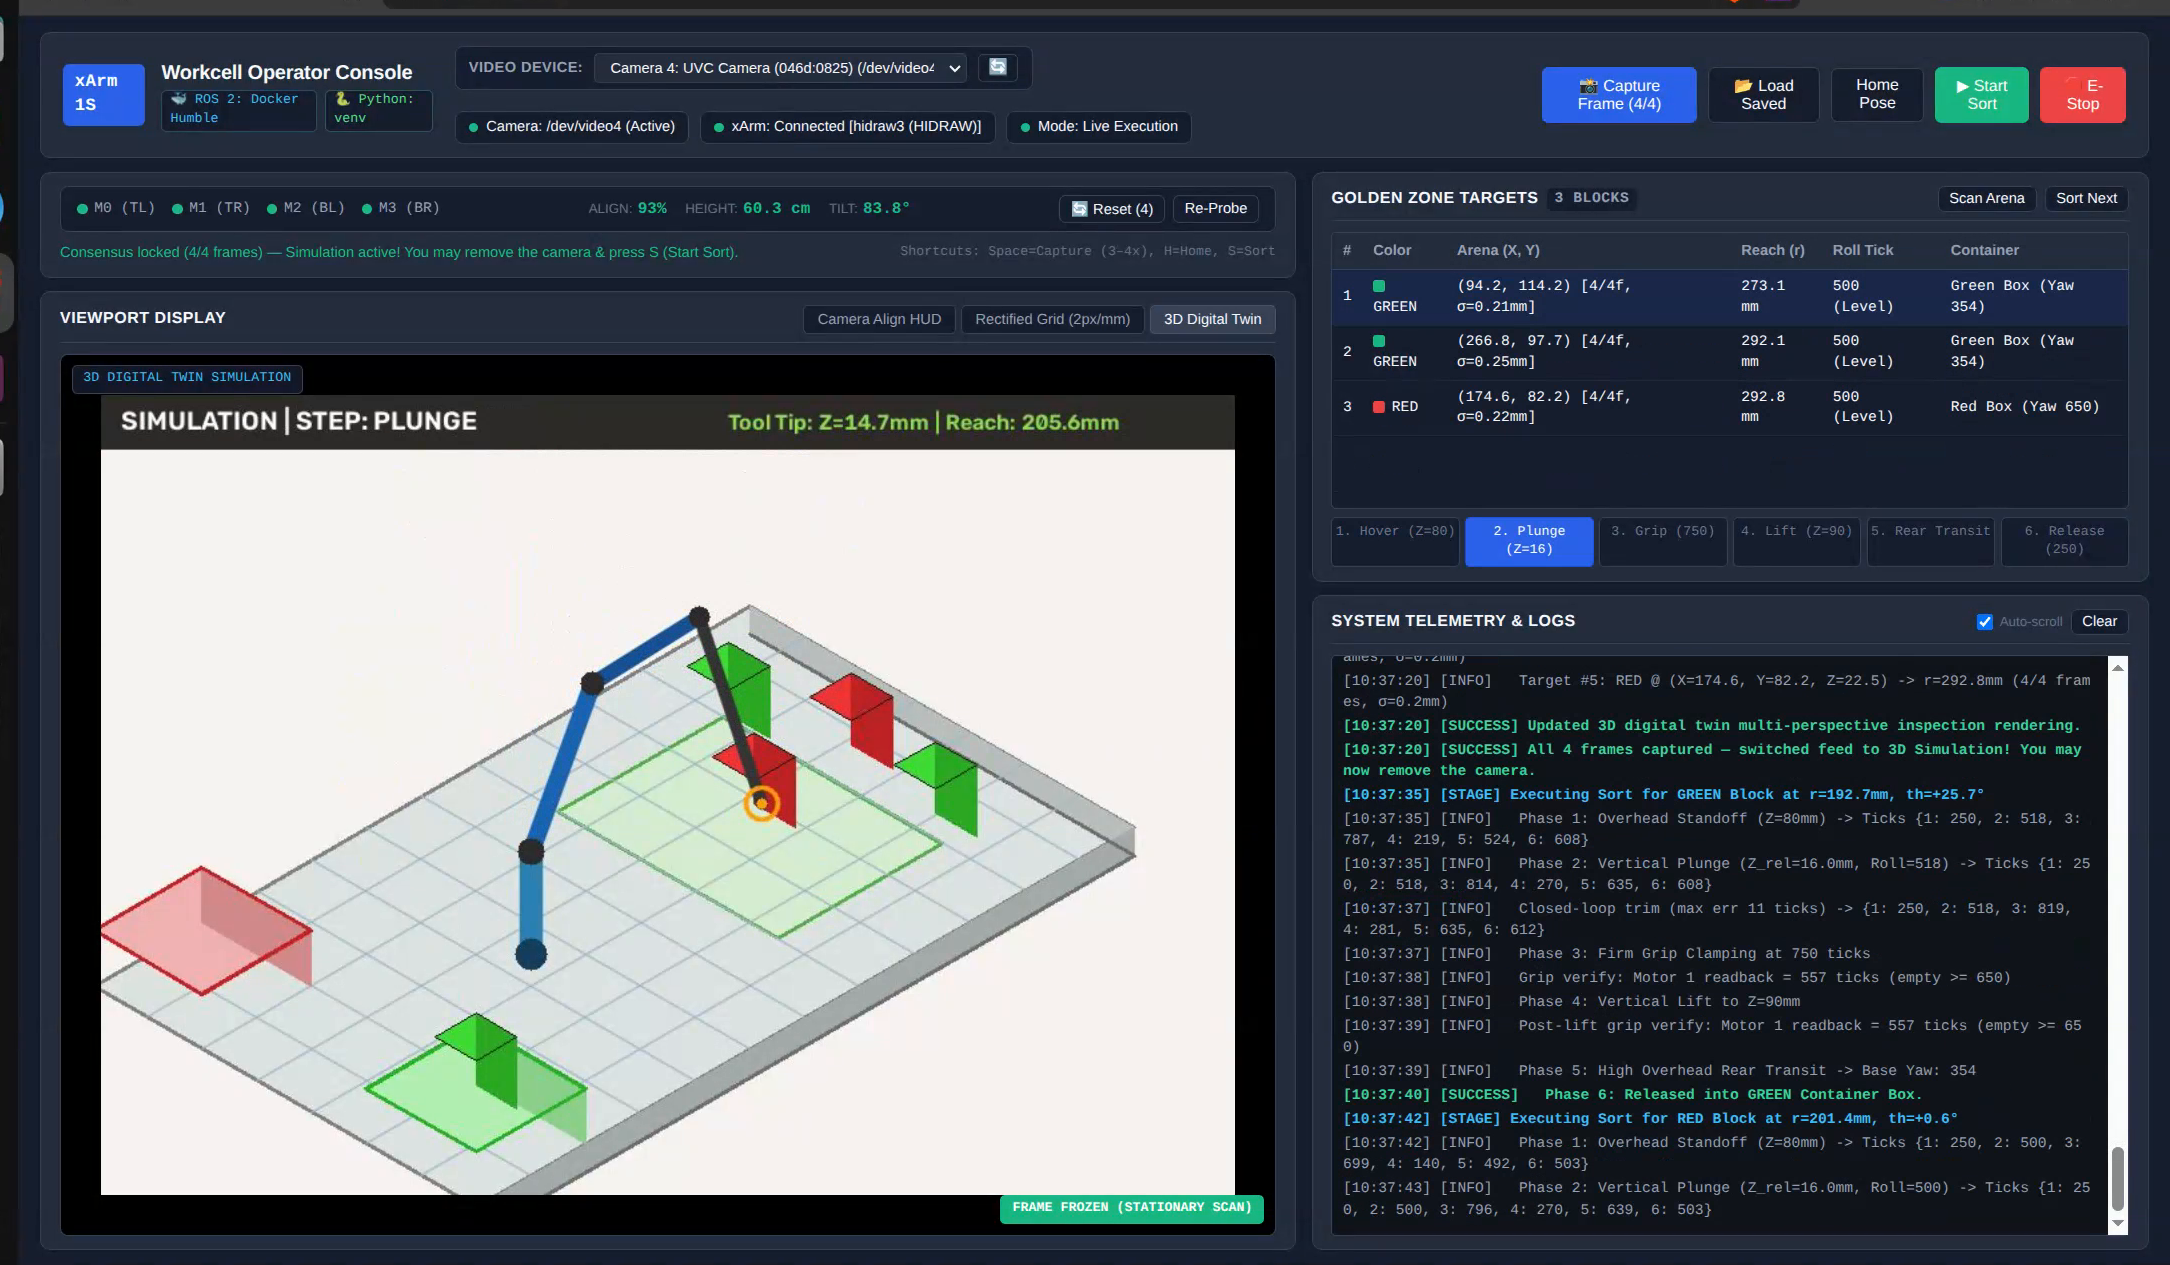 xArm
1S
Workcell Operator Console
🐳 ROS 2: Docker
Humble
🐍 Python:
venv
VIDEO DEVICE:
Camera 4: UVC Camera (046d:0825) (/dev/video4
Camera: /dev/video4 (Active)
xArm: Connected [hidraw3 (HIDRAW)]
Mode: Live Execution
📸 Capture
Frame (4/4)
📂 Load
Saved
Home
Pose
▶ Start
Sort
E-
Stop
M0 (TL)
M1 (TR)
M2 (BL)
M3 (BR)
ALIGN: 93%
HEIGHT: 60.3 cm
TILT: 83.8°
🔄 Reset (4)
Re-Probe
Consensus locked (4/4 frames) — Simulation active! You may remove the camera & press S (Start Sort).
Shortcuts: Space=Capture (3–4x), H=Home, S=Sort
VIEWPORT DISPLAY
Camera Align HUD
Rectified Grid (2px/mm)
3D Digital Twin
3D DIGITAL TWIN SIMULATION
SIMULATION | STEP: PLUNGE
Tool Tip: Z=14.7mm | Reach: 205.6mm
FRAME FROZEN (STATIONARY SCAN)
GOLDEN ZONE TARGETS
3 BLOCKS
Scan Arena
Sort Next
# Color Arena (X, Y) Reach (r) Roll Tick Container
1 GREEN (94.2, 114.2) [4/4f, σ=0.21mm] 273.1 mm 500 (Level) Green Box (Yaw 354)
2 GREEN (266.8, 97.7) [4/4f, σ=0.25mm] 292.1 mm 500 (Level) Green Box (Yaw 354)
3 RED (174.6, 82.2) [4/4f, σ=0.22mm] 292.8 mm 500 (Level) Red Box (Yaw 650)
1. Hover (Z=80)
2. Plunge
(Z=16)
3. Grip (750)
4. Lift (Z=90)
5. Rear Transit
6. Release
(250)
SYSTEM TELEMETRY & LOGS
Auto-scroll
Clear
ames, σ=0.2mm)
[10:37:20] [INFO]   Target #5: RED @ (X=174.6, Y=82.2, Z=22.5) -> r=292.8mm (4/4 fram
es, σ=0.2mm)
[10:37:20] [SUCCESS] Updated 3D digital twin multi-perspective inspection rendering.
[10:37:20] [SUCCESS] All 4 frames captured — switched feed to 3D Simulation! You may
now remove the camera.
[10:37:35] [STAGE] Executing Sort for GREEN Block at r=192.7mm, th=+25.7°
[10:37:35] [INFO]   Phase 1: Overhead Standoff (Z=80mm) -> Ticks {1: 250, 2: 518, 3:
787, 4: 219, 5: 524, 6: 608}
[10:37:35] [INFO]   Phase 2: Vertical Plunge (Z_rel=16.0mm, Roll=518) -> Ticks {1: 25
0, 2: 518, 3: 814, 4: 270, 5: 635, 6: 608}
[10:37:37] [INFO]   Closed-loop trim (max err 11 ticks) -> {1: 250, 2: 518, 3: 819,
4: 281, 5: 635, 6: 612}
[10:37:37] [INFO]   Phase 3: Firm Grip Clamping at 750 ticks
[10:37:38] [INFO]   Grip verify: Motor 1 readback = 557 ticks (empty >= 650)
[10:37:38] [INFO]   Phase 4: Vertical Lift to Z=90mm
[10:37:39] [INFO]   Post-lift grip verify: Motor 1 readback = 557 ticks (empty >= 65
0)
[10:37:39] [INFO]   Phase 5: High Overhead Rear Transit -> Base Yaw: 354
[10:37:40] [SUCCESS]   Phase 6: Released into GREEN Container Box.
[10:37:42] [STAGE] Executing Sort for RED Block at r=201.4mm, th=+0.6°
[10:37:42] [INFO]   Phase 1: Overhead Standoff (Z=80mm) -> Ticks {1: 250, 2: 500, 3:
699, 4: 140, 5: 492, 6: 503}
[10:37:43] [INFO]   Phase 2: Vertical Plunge (Z_rel=16.0mm, Roll=500) -> Ticks {1: 25
0, 2: 500, 3: 796, 4: 270, 5: 639, 6: 503}